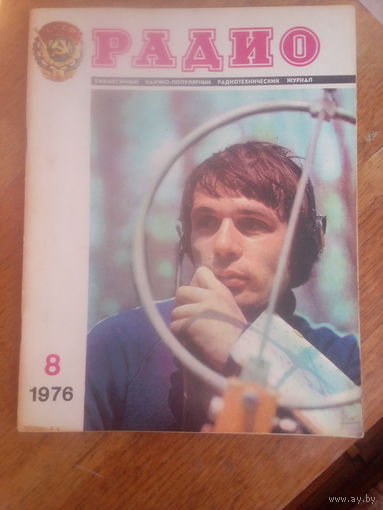 РАДИО
ЕЖЕМЕСЯЧНЫЙ НАУЧНО-ПОПУЛЯРНЫЙ РАДИОТЕХНИЧЕСКИЙ ЖУРНАЛ
8
1976
www.ay.by